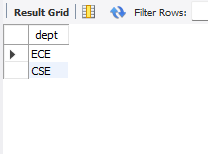 Result Grid Filter Rows:
dept
ECE
CSE